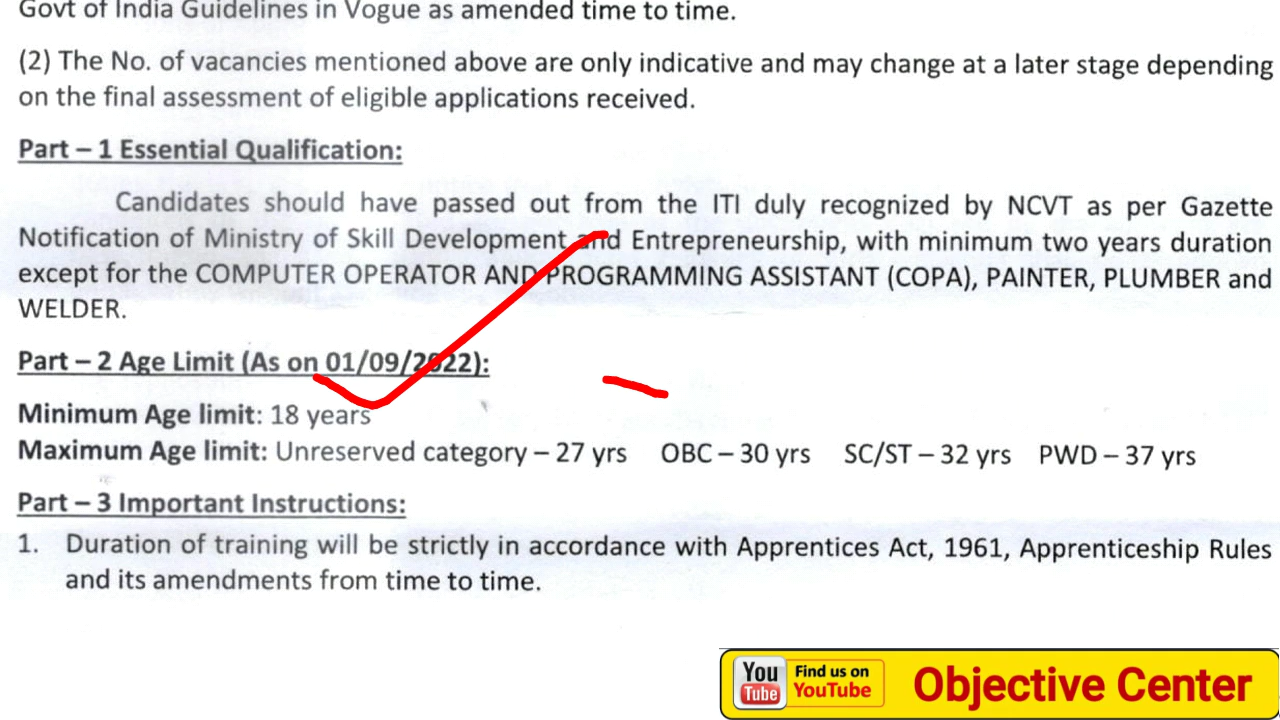 Govt of India Guidelines in Vogue as amended time to time.
(2) The No. of vacancies mentioned above are only indicative and may change at a later stage depending
on the final assessment of eligible applications received.
Part – 1 Essential Qualification:
Candidates should have passed out from the ITI duly recognized by NCVT as per Gazette
Notification of Ministry of Skill Development and Entrepreneurship, with minimum two years duration
except for the COMPUTER OPERATOR AND PROGRAMMING ASSISTANT (COPA), PAINTER, PLUMBER and
WELDER.
Part – 2 Age Limit (As on 01/09/2022):
Minimum Age limit: 18 years
Maximum Age limit: Unreserved category – 27 yrs OBC – 30 yrs SC/ST – 32 yrs PWD – 37 yrs
Part – 3 Important Instructions:
1. Duration of training will be strictly in accordance with Apprentices Act, 1961, Apprenticeship Rules
and its amendments from time to time.
You Tube Find us on YouTube Objective Center